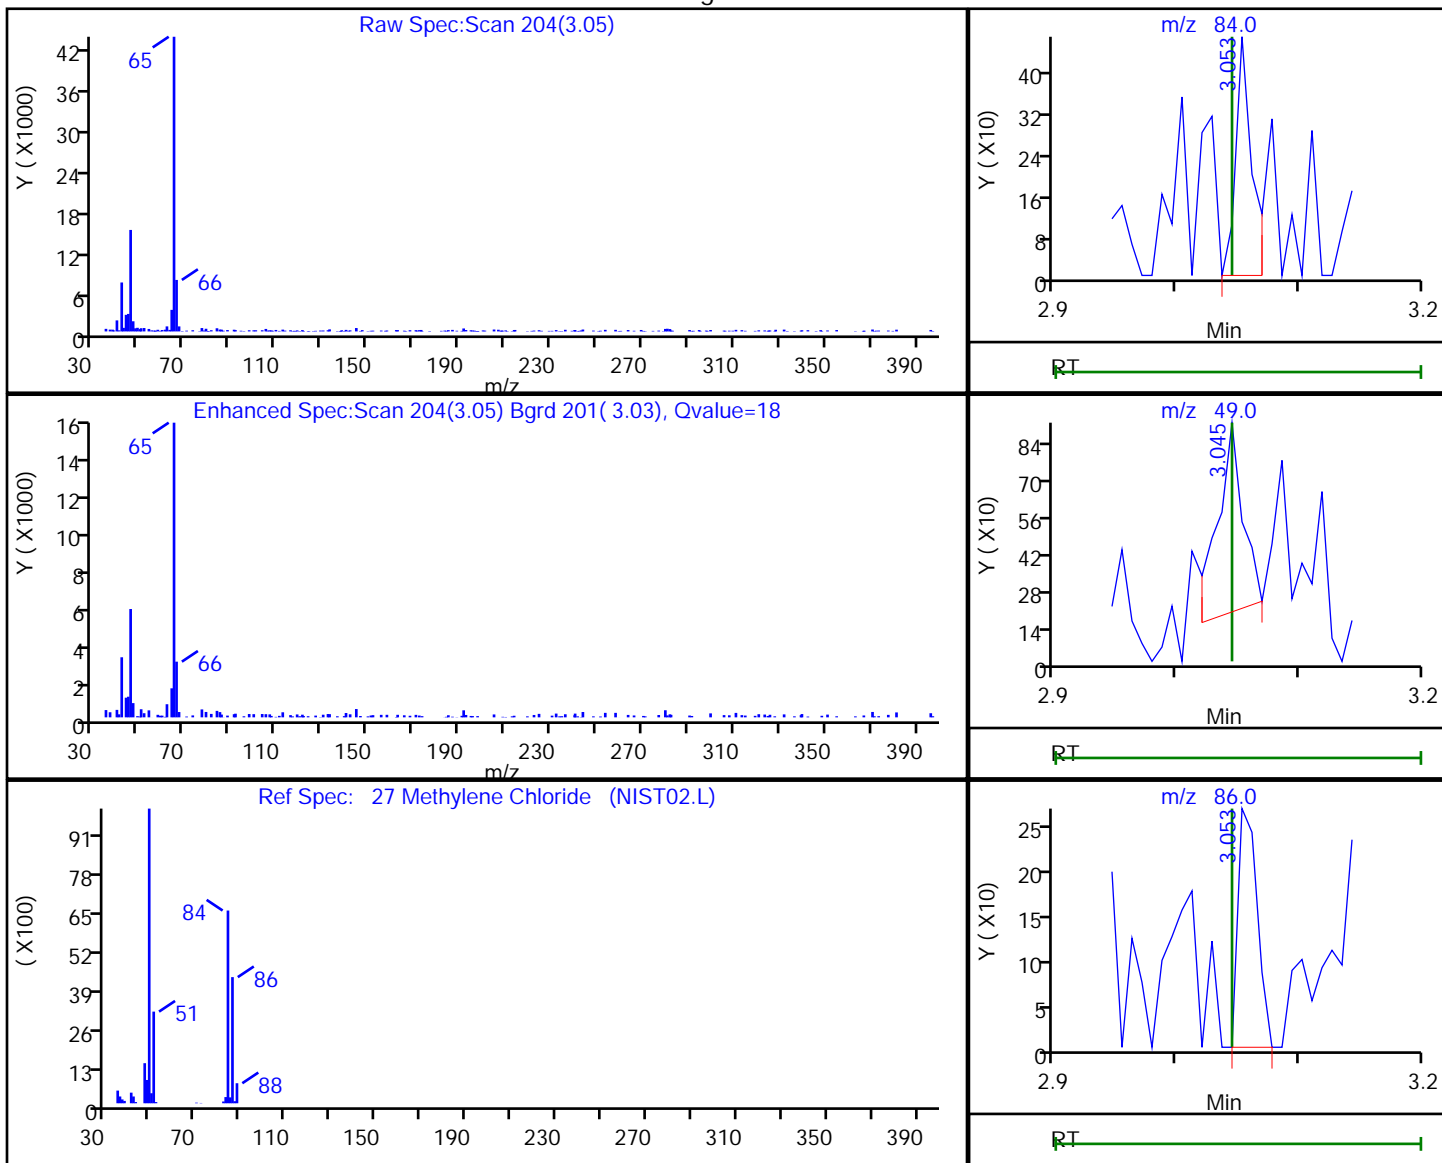 Raw Spec:Scan 204(3.05)
65
66
Y ( X1000)
42
36
30
24
18
12
6
0
30 70 110 150 190 230 270 310 350 390
m/z
m/z 84.0
3.053
Y ( X10)
40
32
24
16
8
0
2.9 3.2
Min
RT
Enhanced Spec:Scan 204(3.05) Bgrd 201( 3.03), Qvalue=18
65
66
Y ( X1000)
16
14
12
10
8
6
4
2
0
30 70 110 150 190 230 270 310 350 390
m/z
m/z 49.0
3.045
Y ( X10)
84
70
56
42
28
14
0
2.9 3.2
Min
RT
Ref Spec: 27 Methylene Chloride (NIST02.L)
84
86
51
88
( X100)
91
78
65
52
39
26
13
0
30 70 110 150 190 230 270 310 350 390
m/z 86.0
3.053
Y ( X10)
25
20
15
10
5
0
2.9 3.2
Min
RT